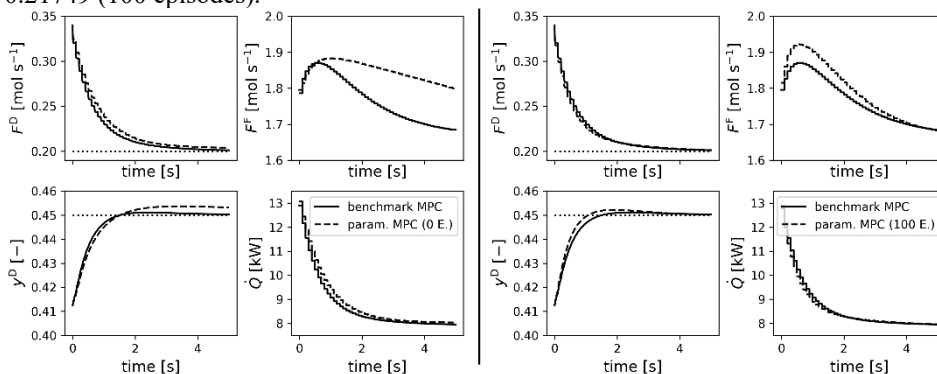 0.21749 (100 episodes).
F^D [mol s^-1]
0.35
0.30
0.25
0.20
time [s]
F^F [mol s^-1]
2.0
1.9
1.8
1.7
1.6
time [s]
F^D [mol s^-1]
0.35
0.30
0.25
0.20
time [s]
F^F [mol s^-1]
2.0
1.9
1.8
1.7
1.6
time [s]
y^D [−]
0.46
0.45
0.44
0.43
0.42
0.41
0.40
0 2 4
time [s]
Q̇ [kW]
13
12
11
10
9
8
benchmark MPC
param. MPC (0 E.)
0 2 4
time [s]
y^D [−]
0.46
0.45
0.44
0.43
0.42
0.41
0.40
0 2 4
time [s]
Q̇ [kW]
13
12
11
10
9
8
benchmark MPC
param. MPC (100 E.)
0 2 4
time [s]